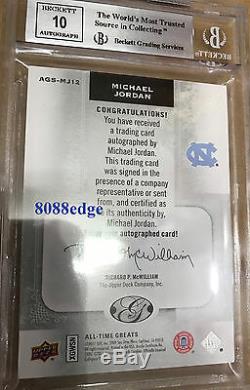 BECKETT
10
AUTOGRAPH
The World's Most Trusted
Source in Collecting™
Beckett Grading Services
AGS-MJ12
MICHAEL
JORDAN
CONGRATULATIONS!
You have received
a trading card
autographed by
Michael Jordan.
This trading card
was signed in the
presence of a company
representative or sent
from, and certified as
to its authenticity by,
Michael Jordan.
autographed card!
8088edge
RICHARD P. McWILLIAM
The Upper Deck Company, Inc.
G
ALL-TIME GREATS
UPPER DECK